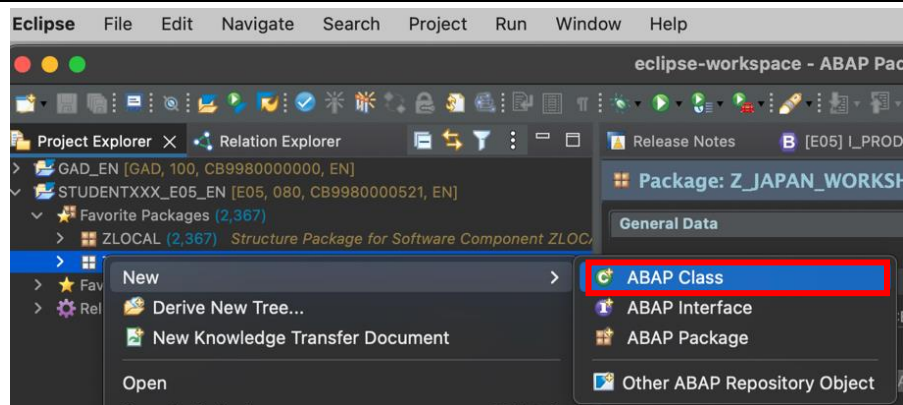 Eclipse File Edit Navigate Search Project Run Window Help
eclipse-workspace - ABAP Pac
Project Explorer Relation Explorer Release Notes [E05] I_PROD
GAD_EN [GAD, 100, CB9980000000, EN]
Package: Z_JAPAN_WORKSH
STUDENTXXX_E05_EN [E05, 080, CB9980000521, EN]
Favorite Packages (2,367)
General Data
ZLOCAL (2,367) Structure Package for Software Component ZLOC
New
ABAP Class
Fav
Derive New Tree...
ABAP Interface
Rel
New Knowledge Transfer Document
ABAP Package
Open
Other ABAP Repository Object